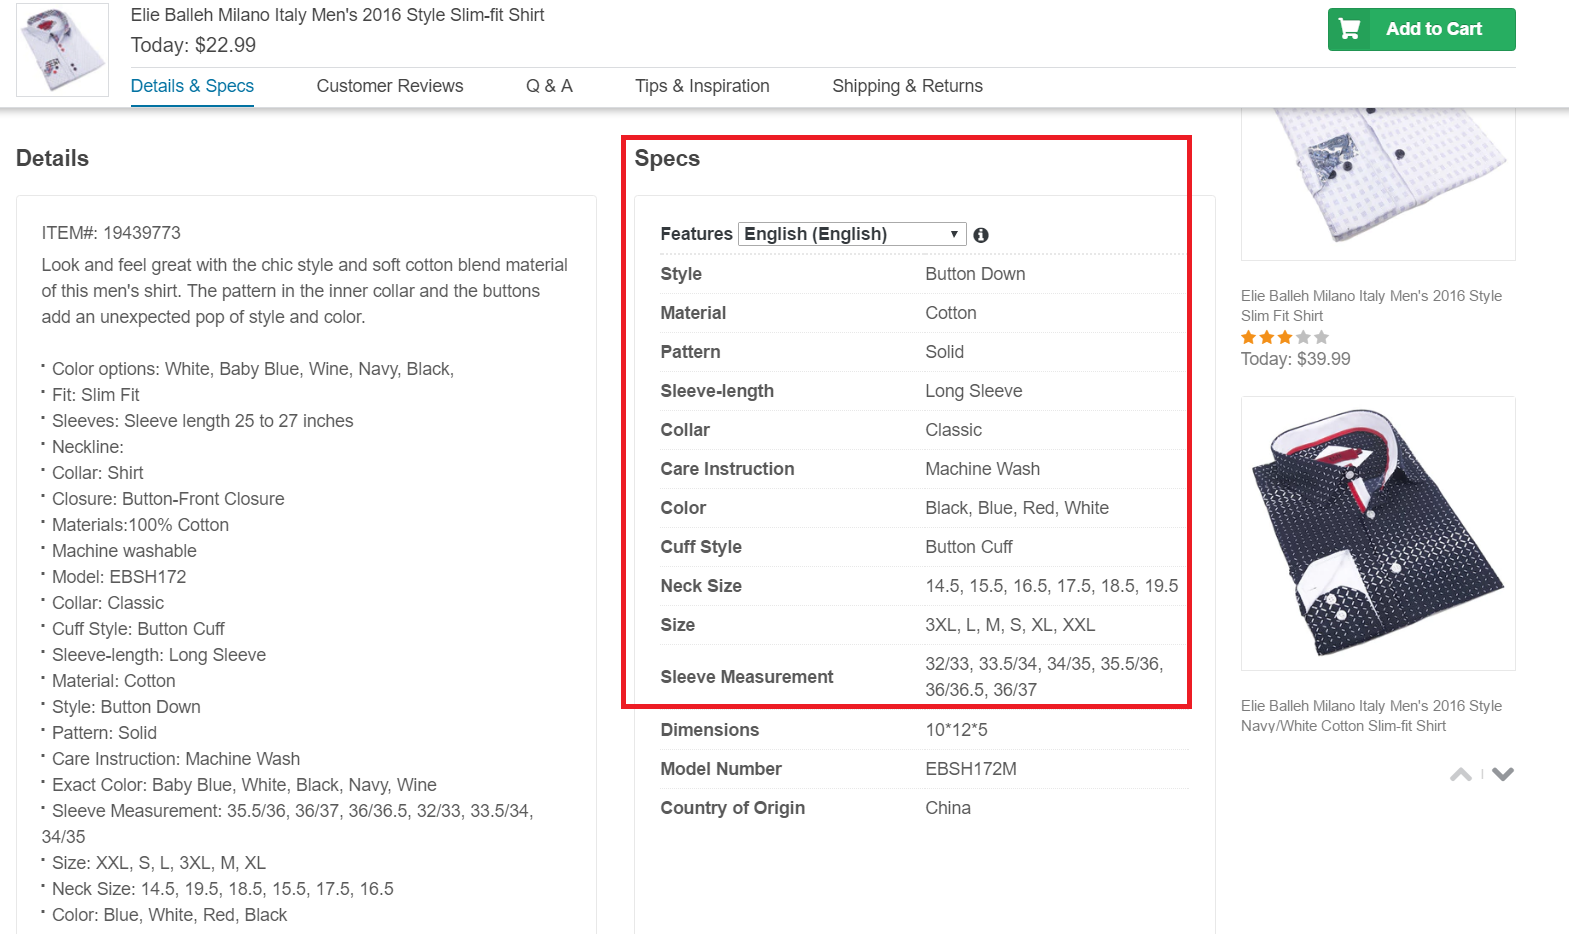 Elie Balleh Milano Italy Men's 2016 Style Slim-fit Shirt
Today: $22.99
Add to Cart
Details & Specs
Customer Reviews
Q & A
Tips & Inspiration
Shipping & Returns
Details
ITEM#: 19439773
Look and feel great with the chic style and soft cotton blend material
of this men's shirt. The pattern in the inner collar and the buttons
add an unexpected pop of style and color.
· Color options: White, Baby Blue, Wine, Navy, Black,
· Fit: Slim Fit
· Sleeves: Sleeve length 25 to 27 inches
· Neckline:
· Collar: Shirt
· Closure: Button-Front Closure
· Materials:100% Cotton
· Machine washable
· Model: EBSH172
· Collar: Classic
· Cuff Style: Button Cuff
· Sleeve-length: Long Sleeve
· Material: Cotton
· Style: Button Down
· Pattern: Solid
· Care Instruction: Machine Wash
· Exact Color: Baby Blue, White, Black, Navy, Wine
· Sleeve Measurement: 35.5/36, 36/37, 36/36.5, 32/33, 33.5/34,
34/35
· Size: XXL, S, L, 3XL, M, XL
· Neck Size: 14.5, 19.5, 18.5, 15.5, 17.5, 16.5
· Color: Blue, White, Red, Black
Specs
Features English (English)
Style Button Down
Material Cotton
Pattern Solid
Sleeve-length Long Sleeve
Collar Classic
Care Instruction Machine Wash
Color Black, Blue, Red, White
Cuff Style Button Cuff
Neck Size 14.5, 15.5, 16.5, 17.5, 18.5, 19.5
Size 3XL, L, M, S, XL, XXL
Sleeve Measurement 32/33, 33.5/34, 34/35, 35.5/36,
36/36.5, 36/37
Dimensions 10*12*5
Model Number EBSH172M
Country of Origin China
Elie Balleh Milano Italy Men's 2016 Style
Slim Fit Shirt
Today: $39.99
Elie Balleh Milano Italy Men's 2016 Style
Navy/White Cotton Slim-fit Shirt